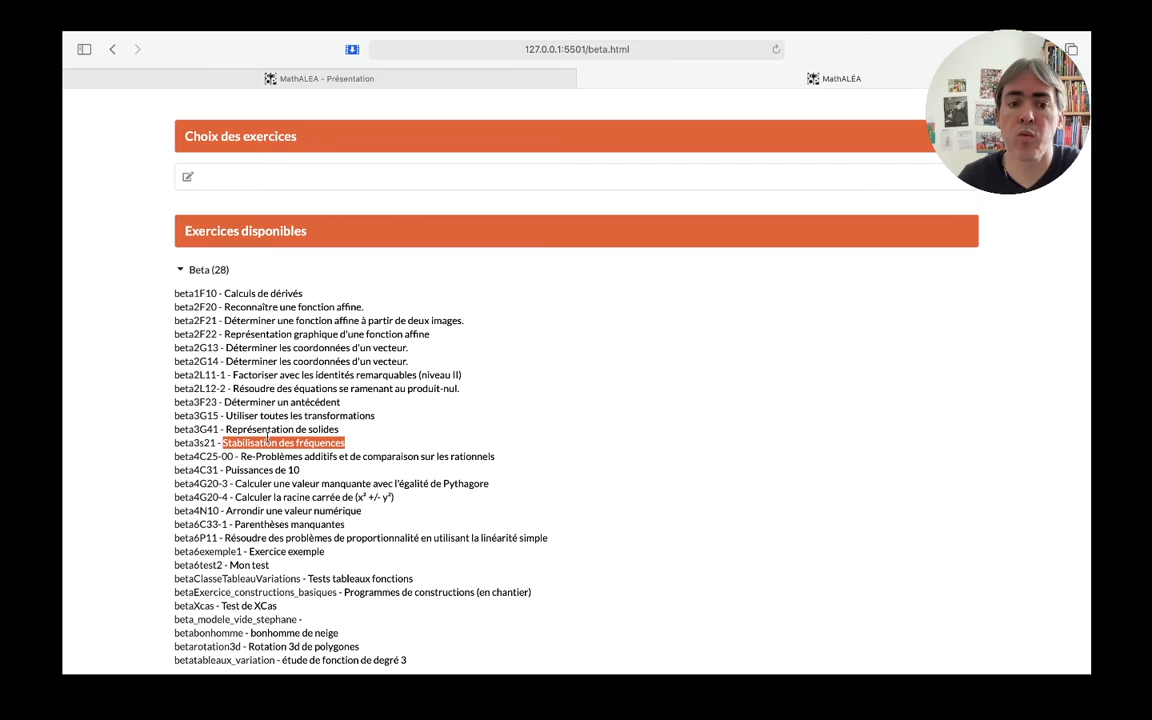 127.0.0.1:5501/beta.html
MathALEA - Présentation
MathALÉA
Choix des exercices
Exercices disponibles
Beta (28)
beta1F10 - Calculs de dérivés
beta2F20 - Reconnaître une fonction affine.
beta2F21 - Déterminer une fonction affine à partir de deux images.
beta2F22 - Représentation graphique d'une fonction affine
beta2G13 - Déterminer les coordonnées d'un vecteur.
beta2G14 - Déterminer les coordonnées d'un vecteur.
beta2L11-1 - Factoriser avec les identités remarquables (niveau II)
beta2L12-2 - Résoudre des équations se ramenant au produit-nul.
beta3F23 - Déterminer un antécédent
beta3G15 - Utiliser toutes les transformations
beta3G41 - Représentation de solides
beta3s21 - Stabilisation des fréquences
beta4C25-00 - Re-Problèmes additifs et de comparaison sur les rationnels
beta4C31 - Puissances de 10
beta4G20-3 - Calculer une valeur manquante avec l'égalité de Pythagore
beta4G20-4 - Calculer la racine carrée de (x² +/- y²)
beta4N10 - Arrondir une valeur numérique
beta6C33-1 - Parenthèses manquantes
beta6P11 - Résoudre des problèmes de proportionnalité en utilisant la linéarité simple
beta6exemple1 - Exercice exemple
beta6test2 - Mon test
betaClasseTableauVariations - Tests tableaux fonctions
betaExercice_constructions_basiques - Programmes de constructions (en chantier)
betaXcas - Test de XCas
beta_modele_vide_stephane -
betabonhomme - bonhomme de neige
betarotation3d - Rotation 3d de polygones
betatableaux_variation - étude de fonction de degré 3